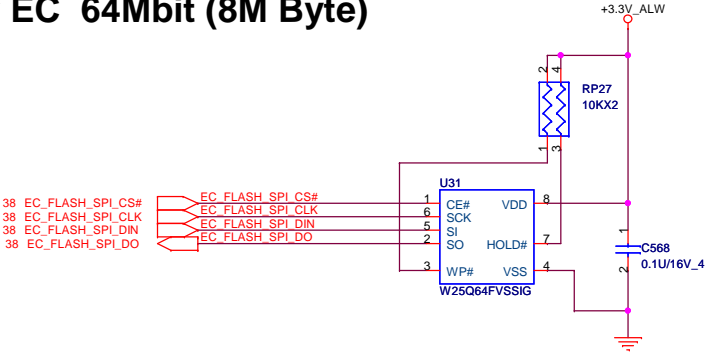 EC 64Mbit (8M Byte)
+3.3V_ALW
2 4
RP27
10KX2
1 3
38 EC_FLASH_SPI_CS# EC_FLASH_SPI_CS#
38 EC_FLASH_SPI_CLK EC_FLASH_SPI_CLK
38 EC_FLASH_SPI_DIN EC_FLASH_SPI_DIN
38 EC_FLASH_SPI_DO EC_FLASH_SPI_DO
U31
1 CE# VDD 8
6 SCK
5 SI
2 SO HOLD# 7
3 WP# VSS 4
W25Q64FVSSIG
1
C568
0.1U/16V_4
2